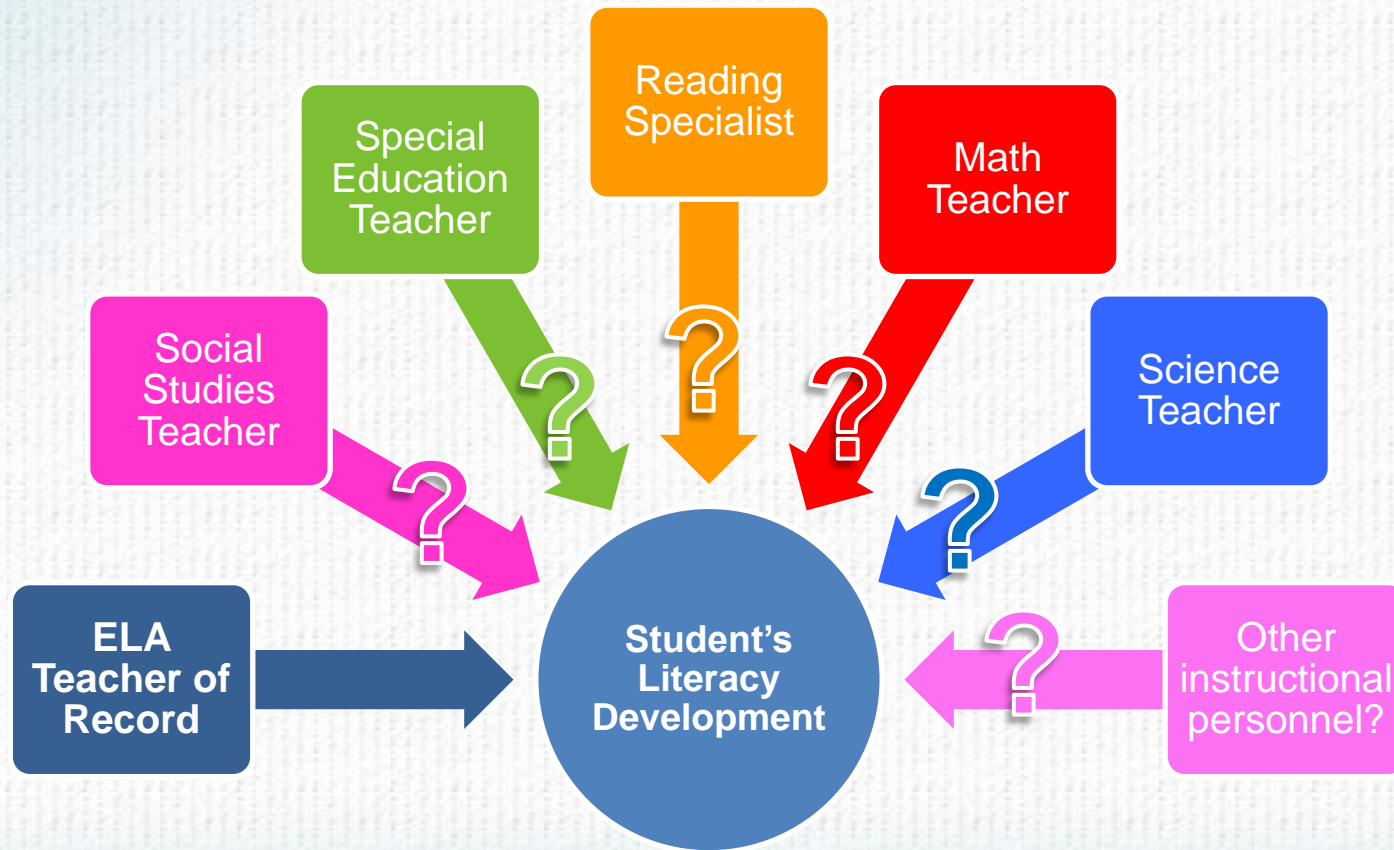 Reading
Specialist
Special
Education
Teacher
Math
Teacher
Social
Studies
Teacher
Science
Teacher
?
?
?
?
?
?
ELA
Teacher of
Record
Student’s
Literacy
Development
Other
instructional
personnel?